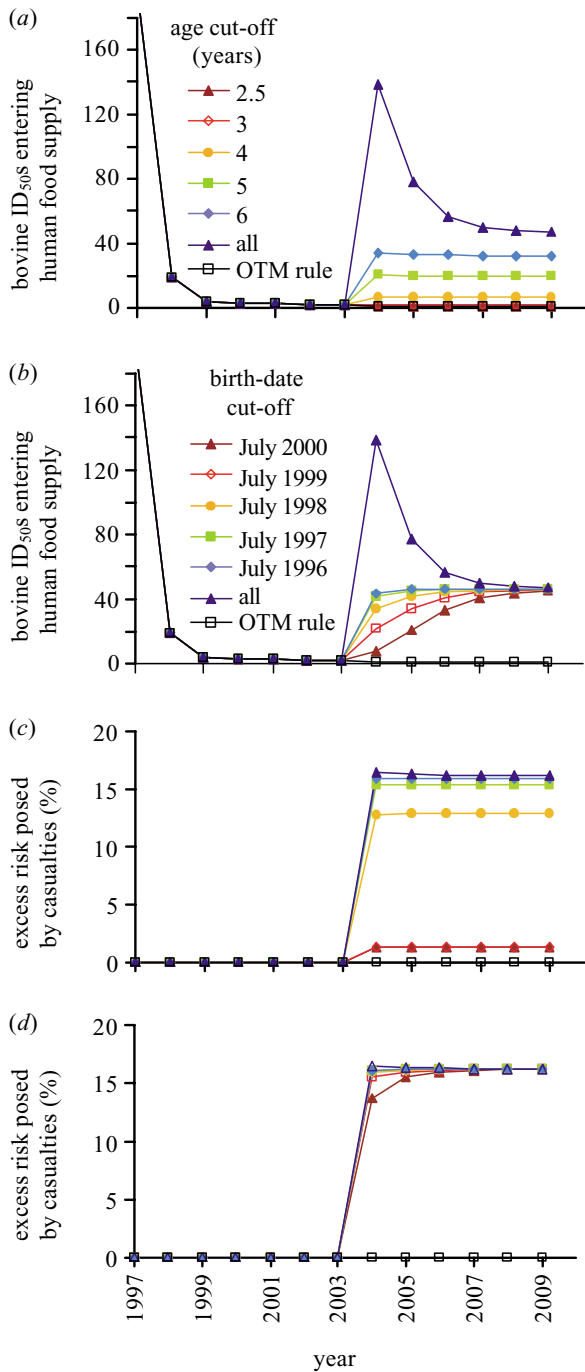 (a)
age cut-off
(years)
2.5
3
4
5
6
all
OTM rule
160
120
80
40
0
bovine ID50s entering
human food supply
(b)
birth-date
cut-off
July 2000
July 1999
July 1998
July 1997
July 1996
all
OTM rule
160
120
80
40
0
bovine ID50s entering
human food supply
(c)
20
15
10
5
0
excess risk posed
by casualties (%)
(d)
20
15
10
5
0
excess risk posed
by casualties (%)
1997
1999
2001
2003
2005
2007
2009
year